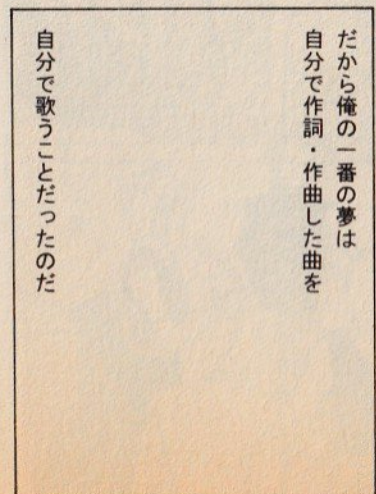 だから俺の一番の夢は
自分で作詞・作曲した曲を
自分で歌うことだったのだ